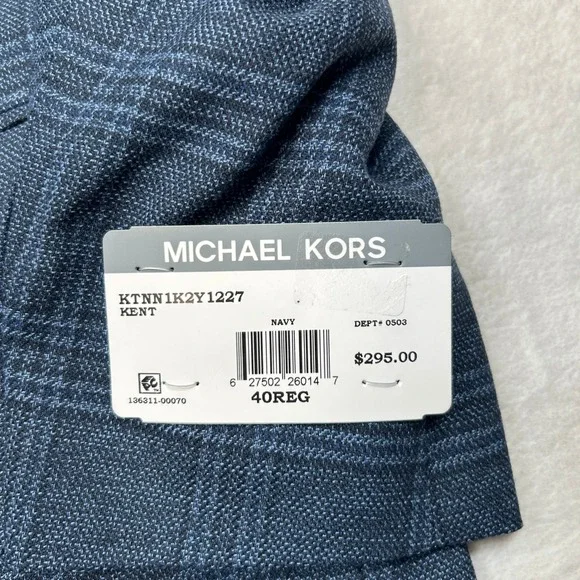 MICHAEL KORS
KTNN1K2Y1227
KENT
NAVY
DEPT# 0503
$295.00
6 27502 26014 7
136311-00070
40REG